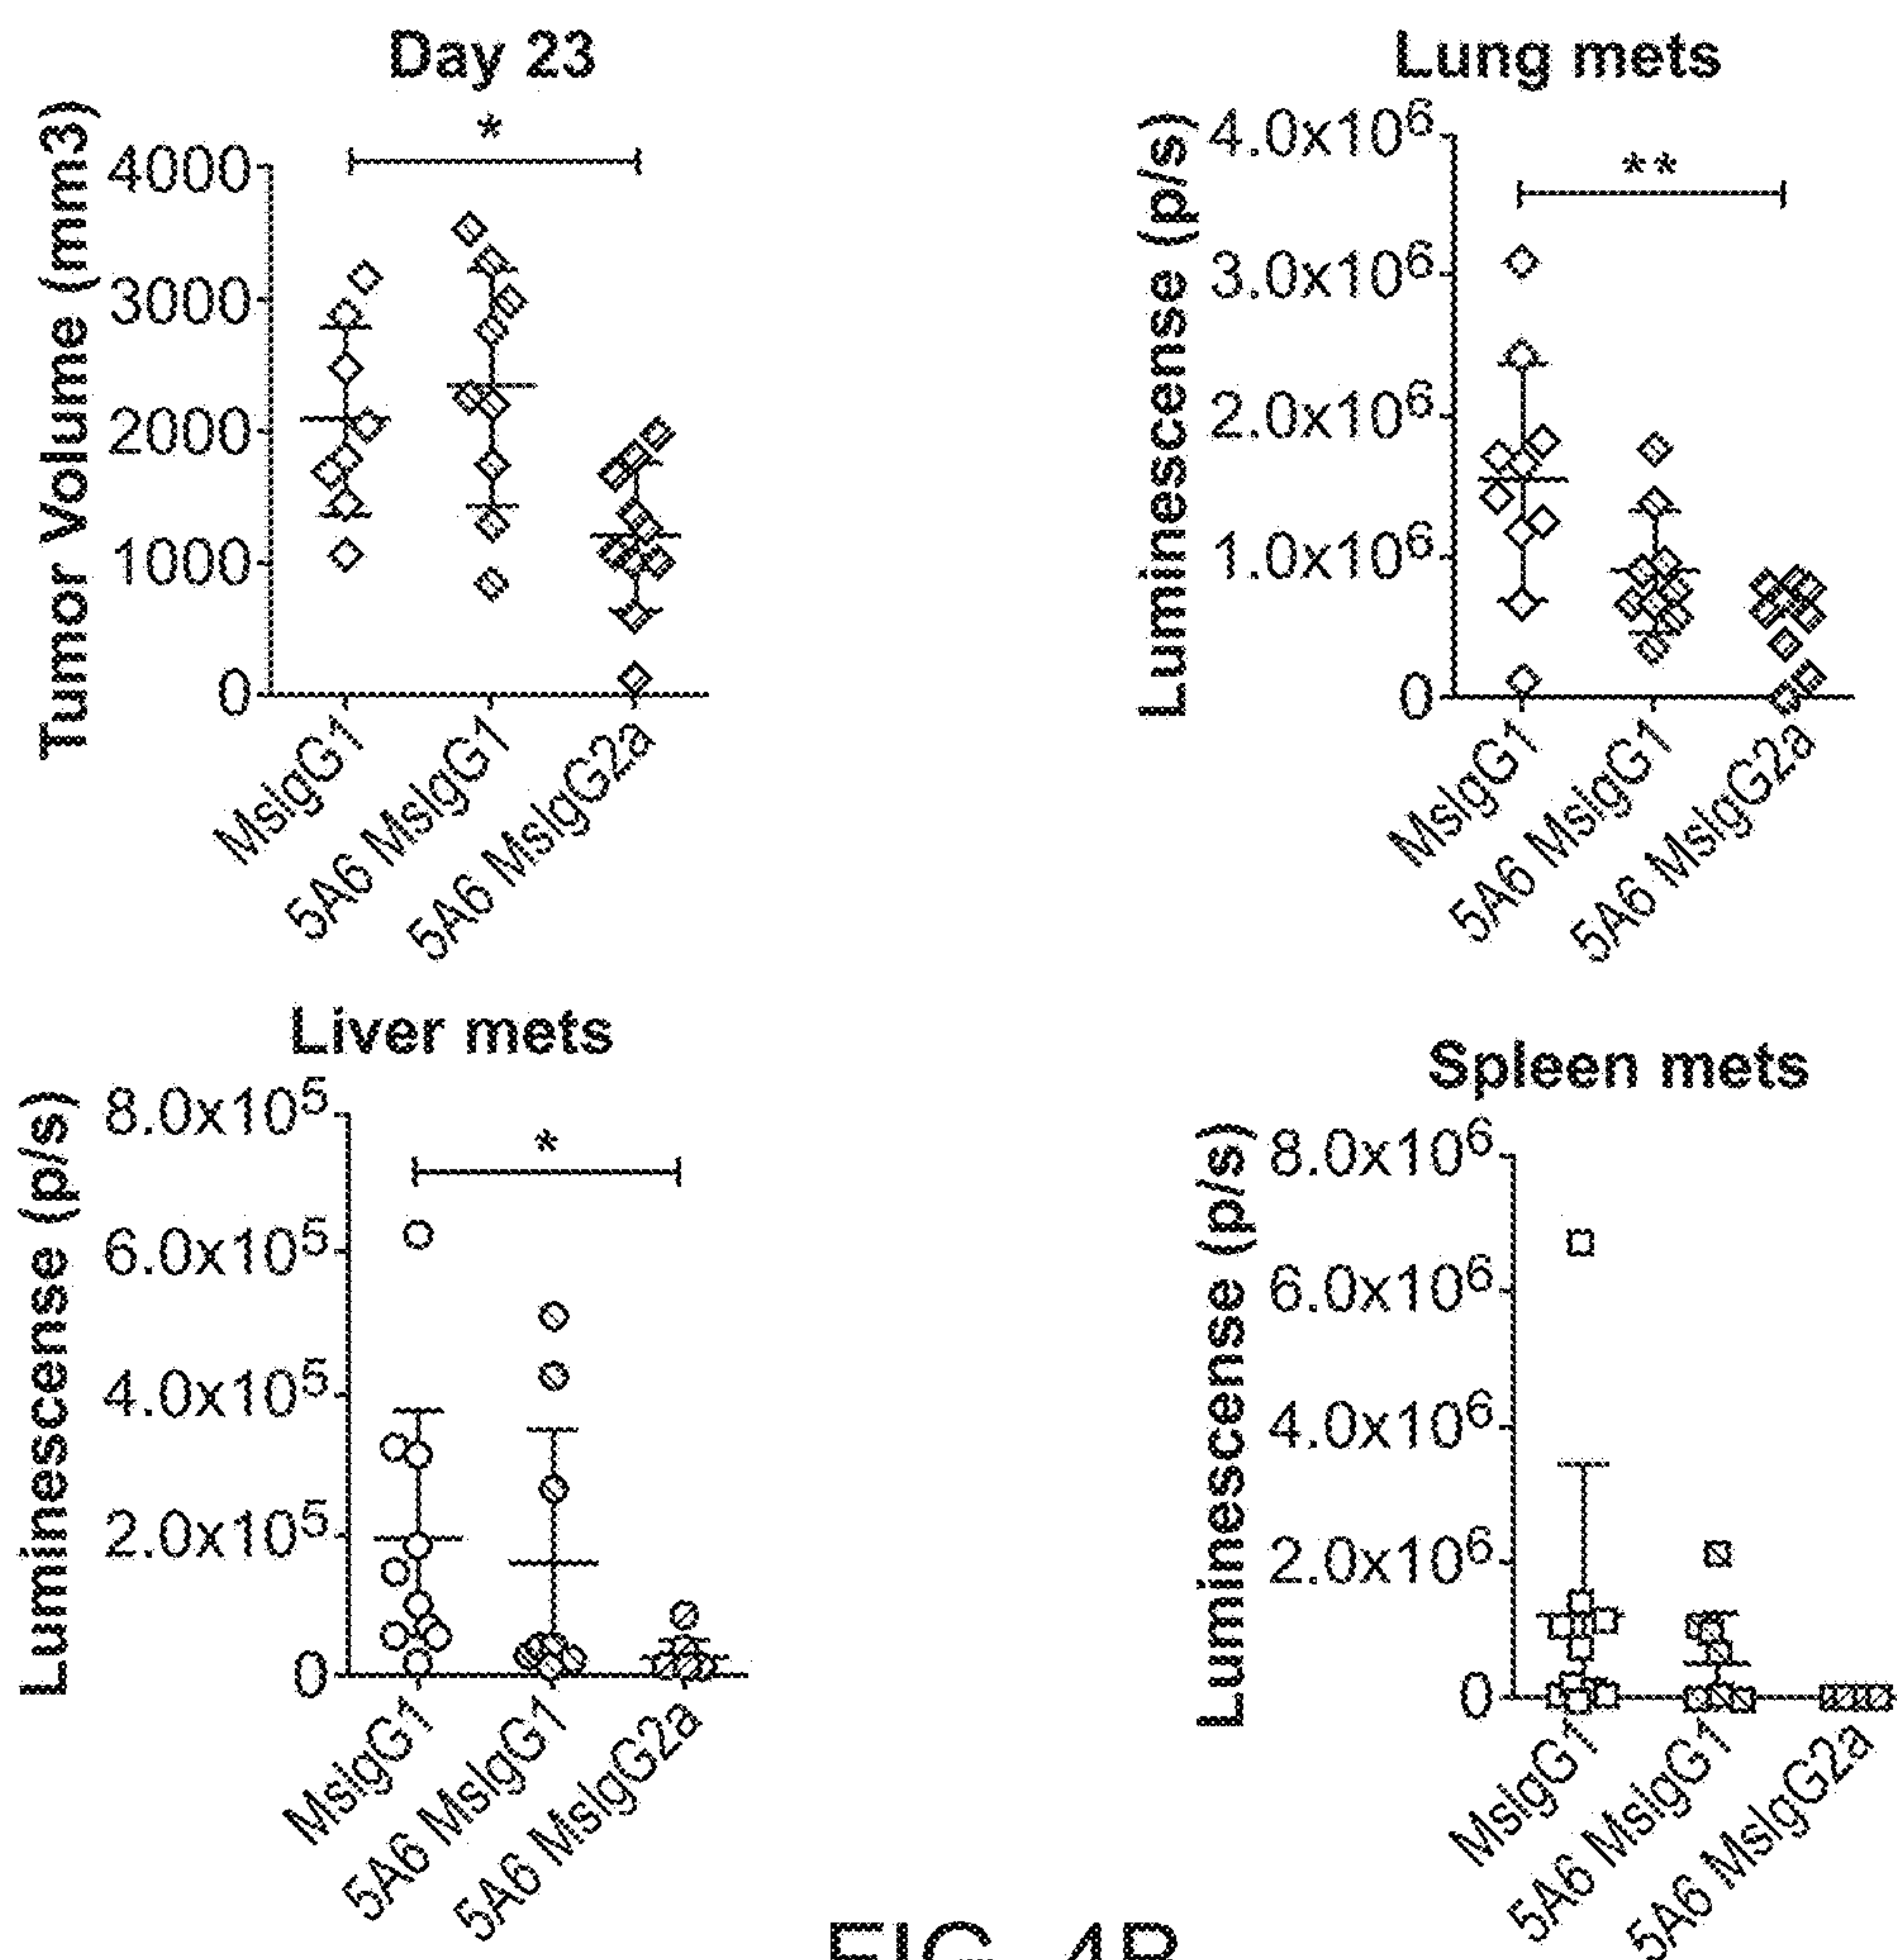 Day 23
Tumor Volume (mm3)
*
4000
3000
2000
1000
0
MsIgG1
5A6 MsIgG1
5A6 MsIgG2a
Lung mets
Luminescense (p/s)
**
4.0x10⁶
3.0x10⁶
2.0x10⁶
1.0x10⁶
0
MsIgG1
5A6 MsIgG1
5A6 MsIgG2a
Liver mets
Luminescense (p/s)
*
8.0x10⁵
6.0x10⁵
4.0x10⁵
2.0x10⁵
0
MsIgG1
5A6 MsIgG1
5A6 MsIgG2a
Spleen mets
Luminescense (p/s)
8.0x10⁶
6.0x10⁶
4.0x10⁶
2.0x10⁶
0
MsIgG1
5A6 MsIgG1
5A6 MsIgG2a
FIG. 4B